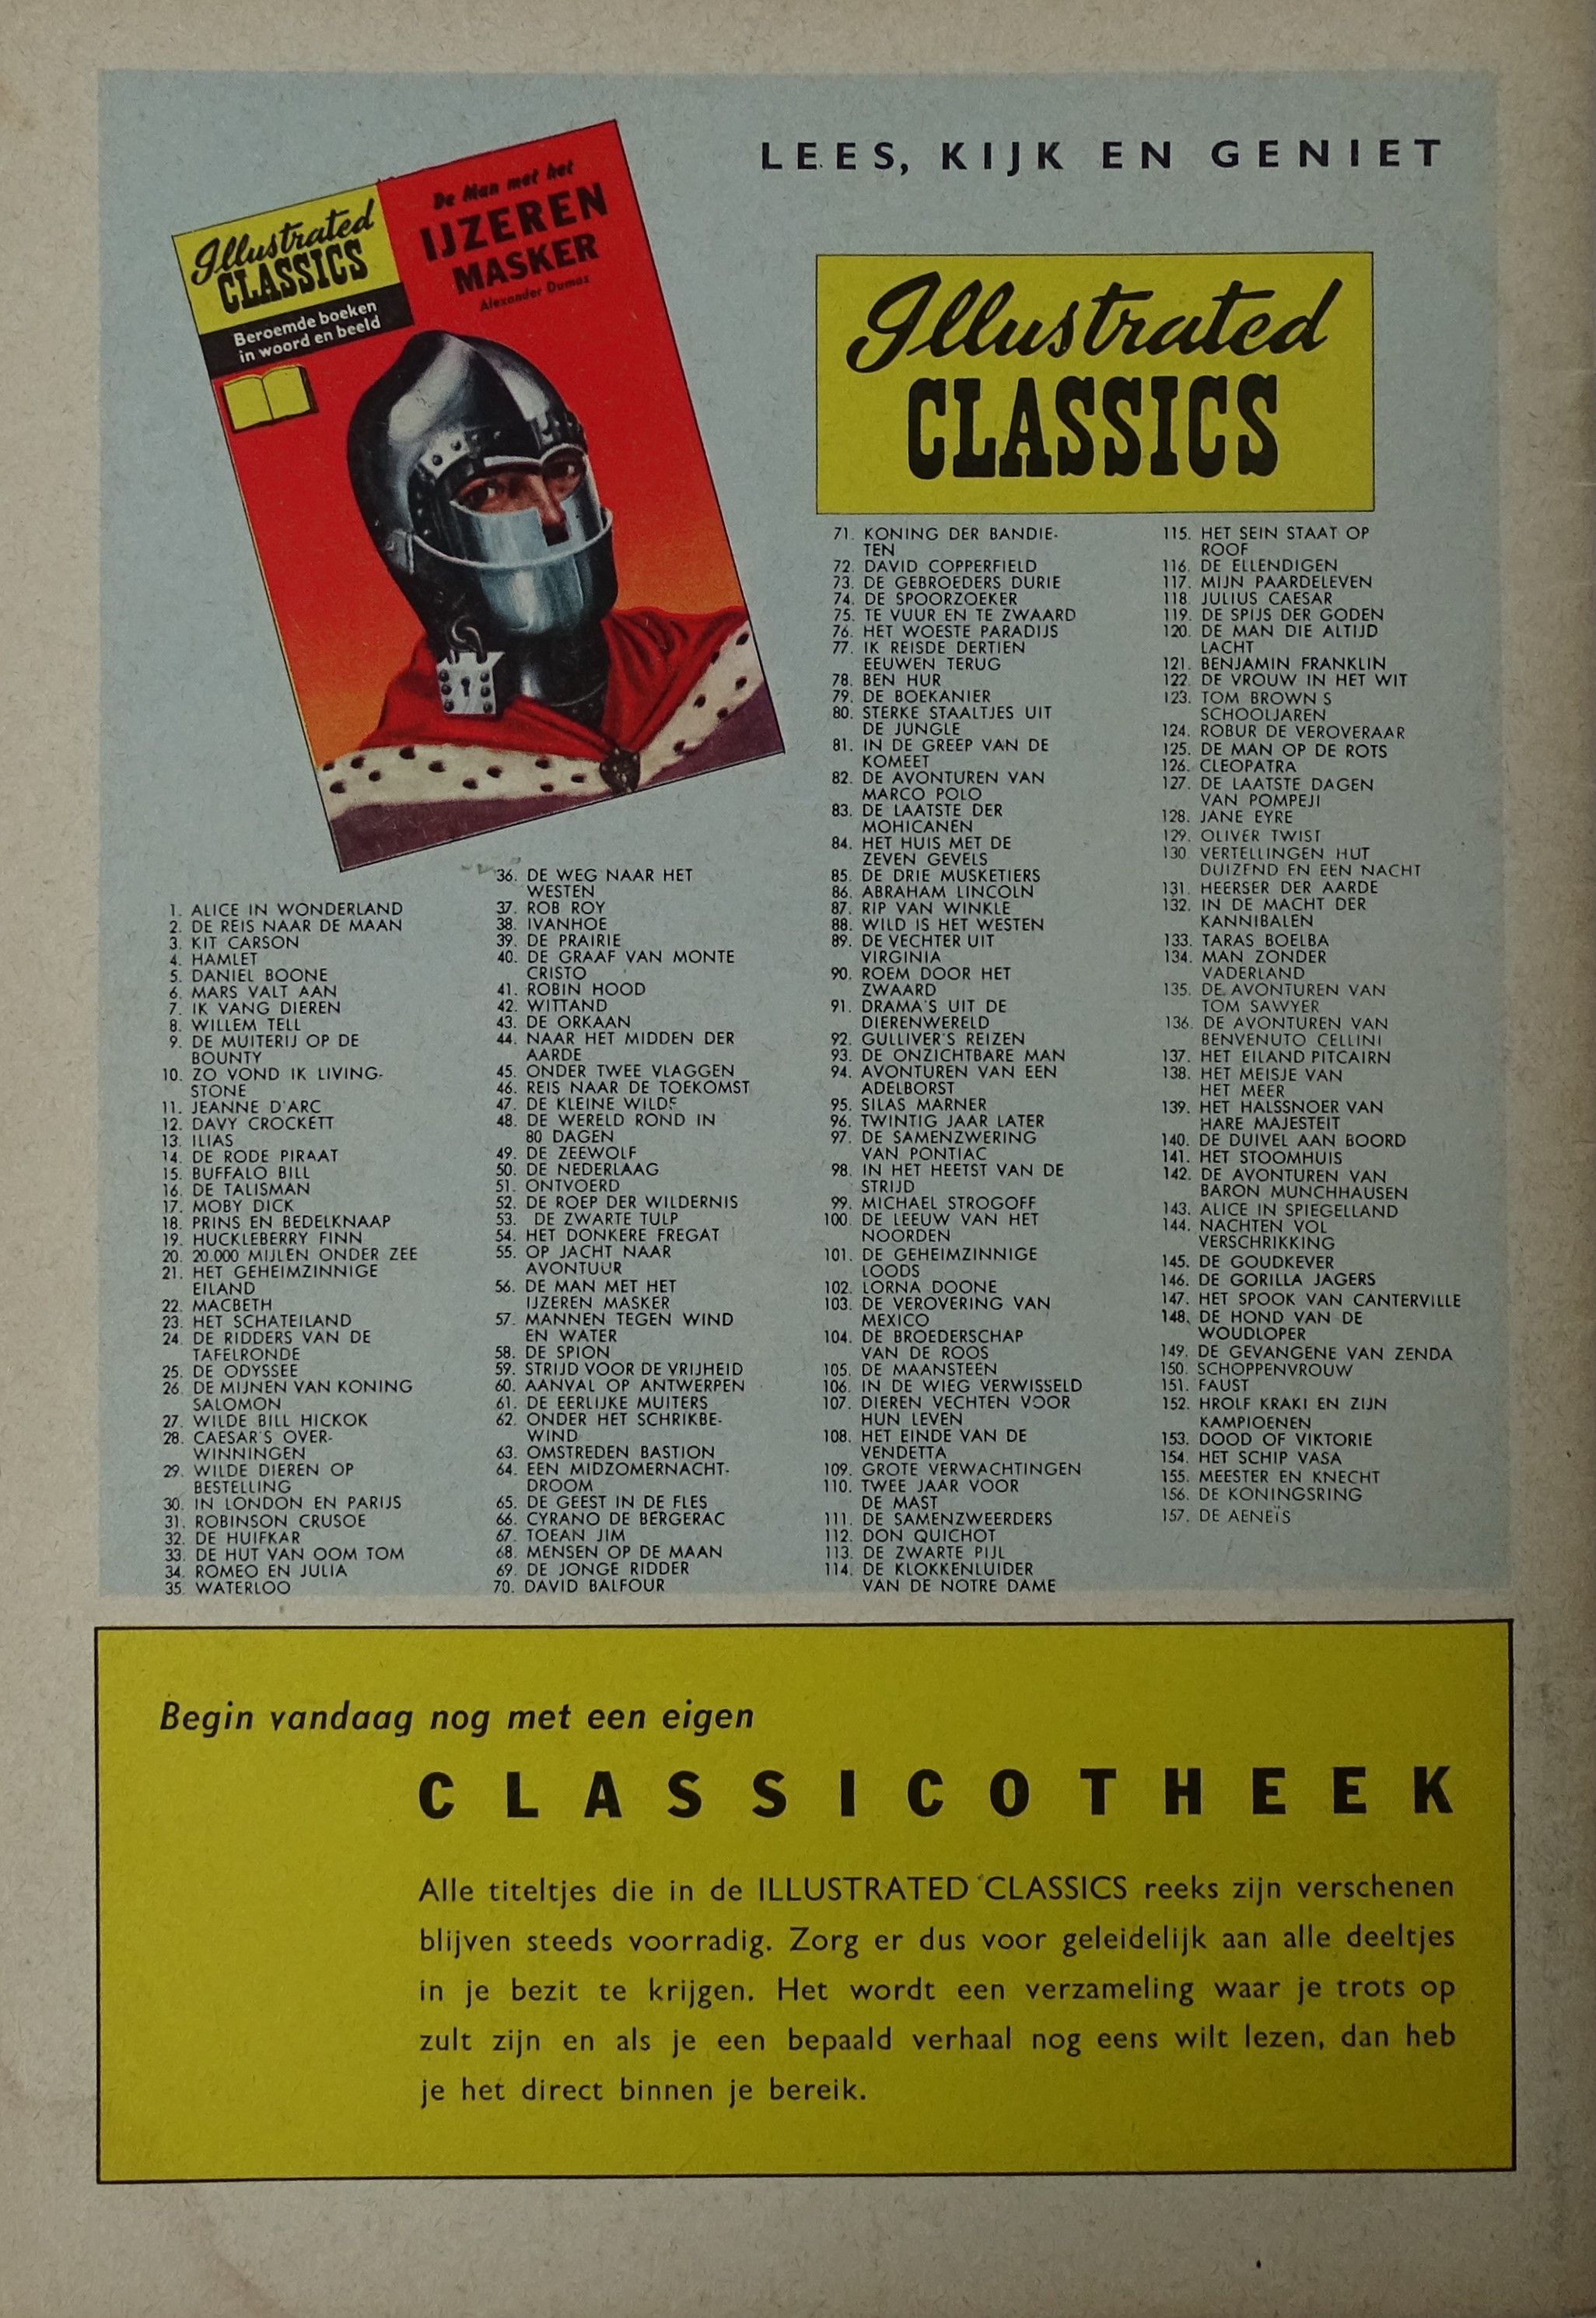 LEES, KIJK EN GENIET
Illustrated
CLASSICS
Beroemde boeken
in woord en beeld
De Man met het
IJZEREN
MASKER
Alexander Dumas
Illustrated
CLASSICS
1. ALICE IN WONDERLAND
2. DE REIS NAAR DE MAAN
3. KIT CARSON
4. HAMLET
5. DANIEL BOONE
6. MARS VALT AAN
7. IK VANG DIEREN
8. WILLEM TELL
9. DE MUITERIJ OP DE
BOUNTY
10. ZO VOND IK LIVING-
STONE
11. JEANNE D'ARC
12. DAVY CROCKETT
13. ILIAS
14. DE RODE PIRAAT
15. BUFFALO BILL
16. DE TALISMAN
17. MOBY DICK
18. PRINS EN BEDELKNAAP
19. HUCKLEBERRY FINN
20. 20.000 MIJLEN ONDER ZEE
21. HET GEHEIMZINNIGE
EILAND
22. MACBETH
23. HET SCHATEILAND
24. DE RIDDERS VAN DE
TAFELRONDE
25. DE ODYSSEE
26. DE MIJNEN VAN KONING
SALOMON
27. WILDE BILL HICKOK
28. CAESAR'S OVER-
WINNINGEN
29. WILDE DIEREN OP
BESTELLING
30. IN LONDON EN PARIJS
31. ROBINSON CRUSOE
32. DE HUIFKAR
33. DE HUT VAN OOM TOM
34. ROMEO EN JULIA
35. WATERLOO
36. DE WEG NAAR HET
WESTEN
37. ROB ROY
38. IVANHOE
39. DE PRAIRIE
40. DE GRAAF VAN MONTE
CRISTO
41. ROBIN HOOD
42. WITTAND
43. DE ORKAAN
44. NAAR HET MIDDEN DER
AARDE
45. ONDER TWEE VLAGGEN
46. REIS NAAR DE TOEKOMST
47. DE KLEINE WILDE
48. DE WERELD ROND IN
80 DAGEN
49. DE ZEEWOLF
50. DE NEDERLAAG
51. ONTVOERD
52. DE ROEP DER WILDERNIS
53. DE ZWARTE TULP
54. HET DONKERE FREGAT
55. OP JACHT NAAR
AVONTUUR
56. DE MAN MET HET
IJZEREN MASKER
57. MANNEN TEGEN WIND
EN WATER
58. DE SPION
59. STRIJD VOOR DE VRIJHEID
60. AANVAL OP ANTWERPEN
61. DE EERLIJKE MUITERS
62. ONDER HET SCHRIKBE-
WIND
63. OMSTREDEN BASTION
64. EEN MIDZOMERNACHT-
DROOM
65. DE GEEST IN DE FLES
66. CYRANO DE BERGERAC
67. TOEAN JIM
68. MENSEN OP DE MAAN
69. DE JONGE RIDDER
70. DAVID BALFOUR
71. KONING DER BANDIE-
TEN
72. DAVID COPPERFIELD
73. DE GEBROEDERS DURIE
74. DE SPOORZOEKER
75. TE VUUR EN TE ZWAARD
76. HET WOESTE PARADIJS
77. IK REISDE DERTIEN
EEUWEN TERUG
78. BEN HUR
79. DE BOEKANIER
80. STERKE STAALTJES UIT
DE JUNGLE
81. IN DE GREEP VAN DE
KOMEET
82. DE AVONTUREN VAN
MARCO POLO
83. DE LAATSTE DER
MOHICANEN
84. HET HUIS MET DE
ZEVEN GEVELS
85. DE DRIE MUSKETIERS
86. ABRAHAM LINCOLN
87. RIP VAN WINKLE
88. WILD IS HET WESTEN
89. DE VECHTER UIT
VIRGINIA
90. ROEM DOOR HET
ZWAARD
91. DRAMA'S UIT DE
DIERENWERELD
92. GULLIVER'S REIZEN
93. DE ONZICHTBARE MAN
94. AVONTUREN VAN EEN
ADELBORST
95. SILAS MARNER
96. TWINTIG JAAR LATER
97. DE SAMENZWERING
VAN PONTIAC
98. IN HET HEETST VAN DE
STRIJD
99. MICHAEL STROGOFF
100. DE LEEUW VAN HET
NOORDEN
101. DE GEHEIMZINNIGE
LOODS
102. LORNA DOONE
103. DE VEROVERING VAN
MEXICO
104. DE BROEDERSCHAP
VAN DE ROOS
105. DE MAANSTEEN
106. IN DE WIEG VERWISSELD
107. DIEREN VECHTEN VOOR
HUN LEVEN
108. HET EINDE VAN DE
VENDETTA
109. GROTE VERWACHTINGEN
110. TWEE JAAR VOOR
DE MAST
111. DE SAMENZWEERDERS
112. DON QUICHOT
113. DE ZWARTE PIJL
114. DE KLOKKENLUIDER
VAN DE NOTRE DAME
115. HET SEIN STAAT OP
ROOF
116. DE ELLENDIGEN
117. MIJN PAARDELEVEN
118. JULIUS CAESAR
119. DE SPIJS DER GODEN
120. DE MAN DIE ALTIJD
LACHT
121. BENJAMIN FRANKLIN
122. DE VROUW IN HET WIT
123. TOM BROWN S
SCHOOLJAREN
124. ROBUR DE VEROVERAAR
125. DE MAN OP DE ROTS
126. CLEOPATRA
127. DE LAATSTE DAGEN
VAN POMPEJI
128. JANE EYRE
129. OLIVER TWIST
130. VERTELLINGEN HUT
DUIZEND EN EEN NACHT
131. HEERSER DER AARDE
132. IN DE MACHT DER
KANNIBALEN
133. TARAS BOELBA
134. MAN ZONDER
VADERLAND
135. DE AVONTUREN VAN
TOM SAWYER
136. DE AVONTUREN VAN
BENVENUTO CELLINI
137. HET EILAND PITCAIRN
138. HET MEISJE VAN
HET MEER
139. HET HALSSNOER VAN
HARE MAJESTEIT
140. DE DUIVEL AAN BOORD
141. HET STOOMHUIS
142. DE AVONTUREN VAN
BARON MUNCHHAUSEN
143. ALICE IN SPIEGELLAND
144. NACHTEN VOL
VERSCHRIKKING
145. DE GOUDKEVER
146. DE GORILLA JAGERS
147. HET SPOOK VAN CANTERVILLE
148. DE HOND VAN DE
WOUDLOPER
149. DE GEVANGENE VAN ZENDA
150. SCHOPPENVROUW
151. FAUST
152. HROLF KRAKI EN ZIJN
KAMPIOENEN
153. DOOD OF VIKTORIE
154. HET SCHIP VASA
155. MEESTER EN KNECHT
156. DE KONINGSRING
157. DE AENEÏS
Begin vandaag nog met een eigen
CLASSICOTHEEK
Alle titeltjes die in de ILLUSTRATED CLASSICS reeks zijn verschenen
blijven steeds voorradig. Zorg er dus voor geleidelijk aan alle deeltjes
in je bezit te krijgen. Het wordt een verzameling waar je trots op
zult zijn en als je een bepaald verhaal nog eens wilt lezen, dan heb
je het direct binnen je bereik.